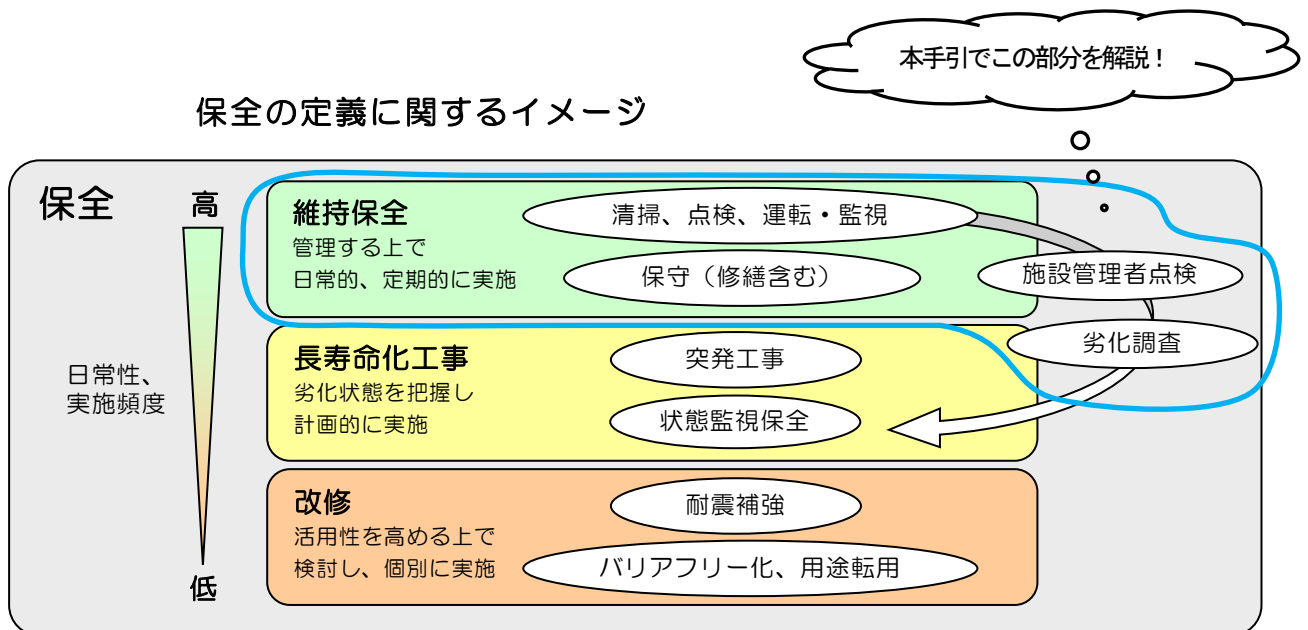 本手引でこの部分を解説！
保全の定義に関するイメージ
保全
高
維持保全
管理する上で
日常的、定期的に実施
清掃、点検、運転・監視
保守（修繕含む）
施設管理者点検
劣化調査
日常性、
実施頻度
長寿命化工事
劣化状態を把握し
計画的に実施
突発工事
状態監視保全
改修
活用性を高める上で
検討し、個別に実施
耐震補強
バリアフリー化、用途転用
低